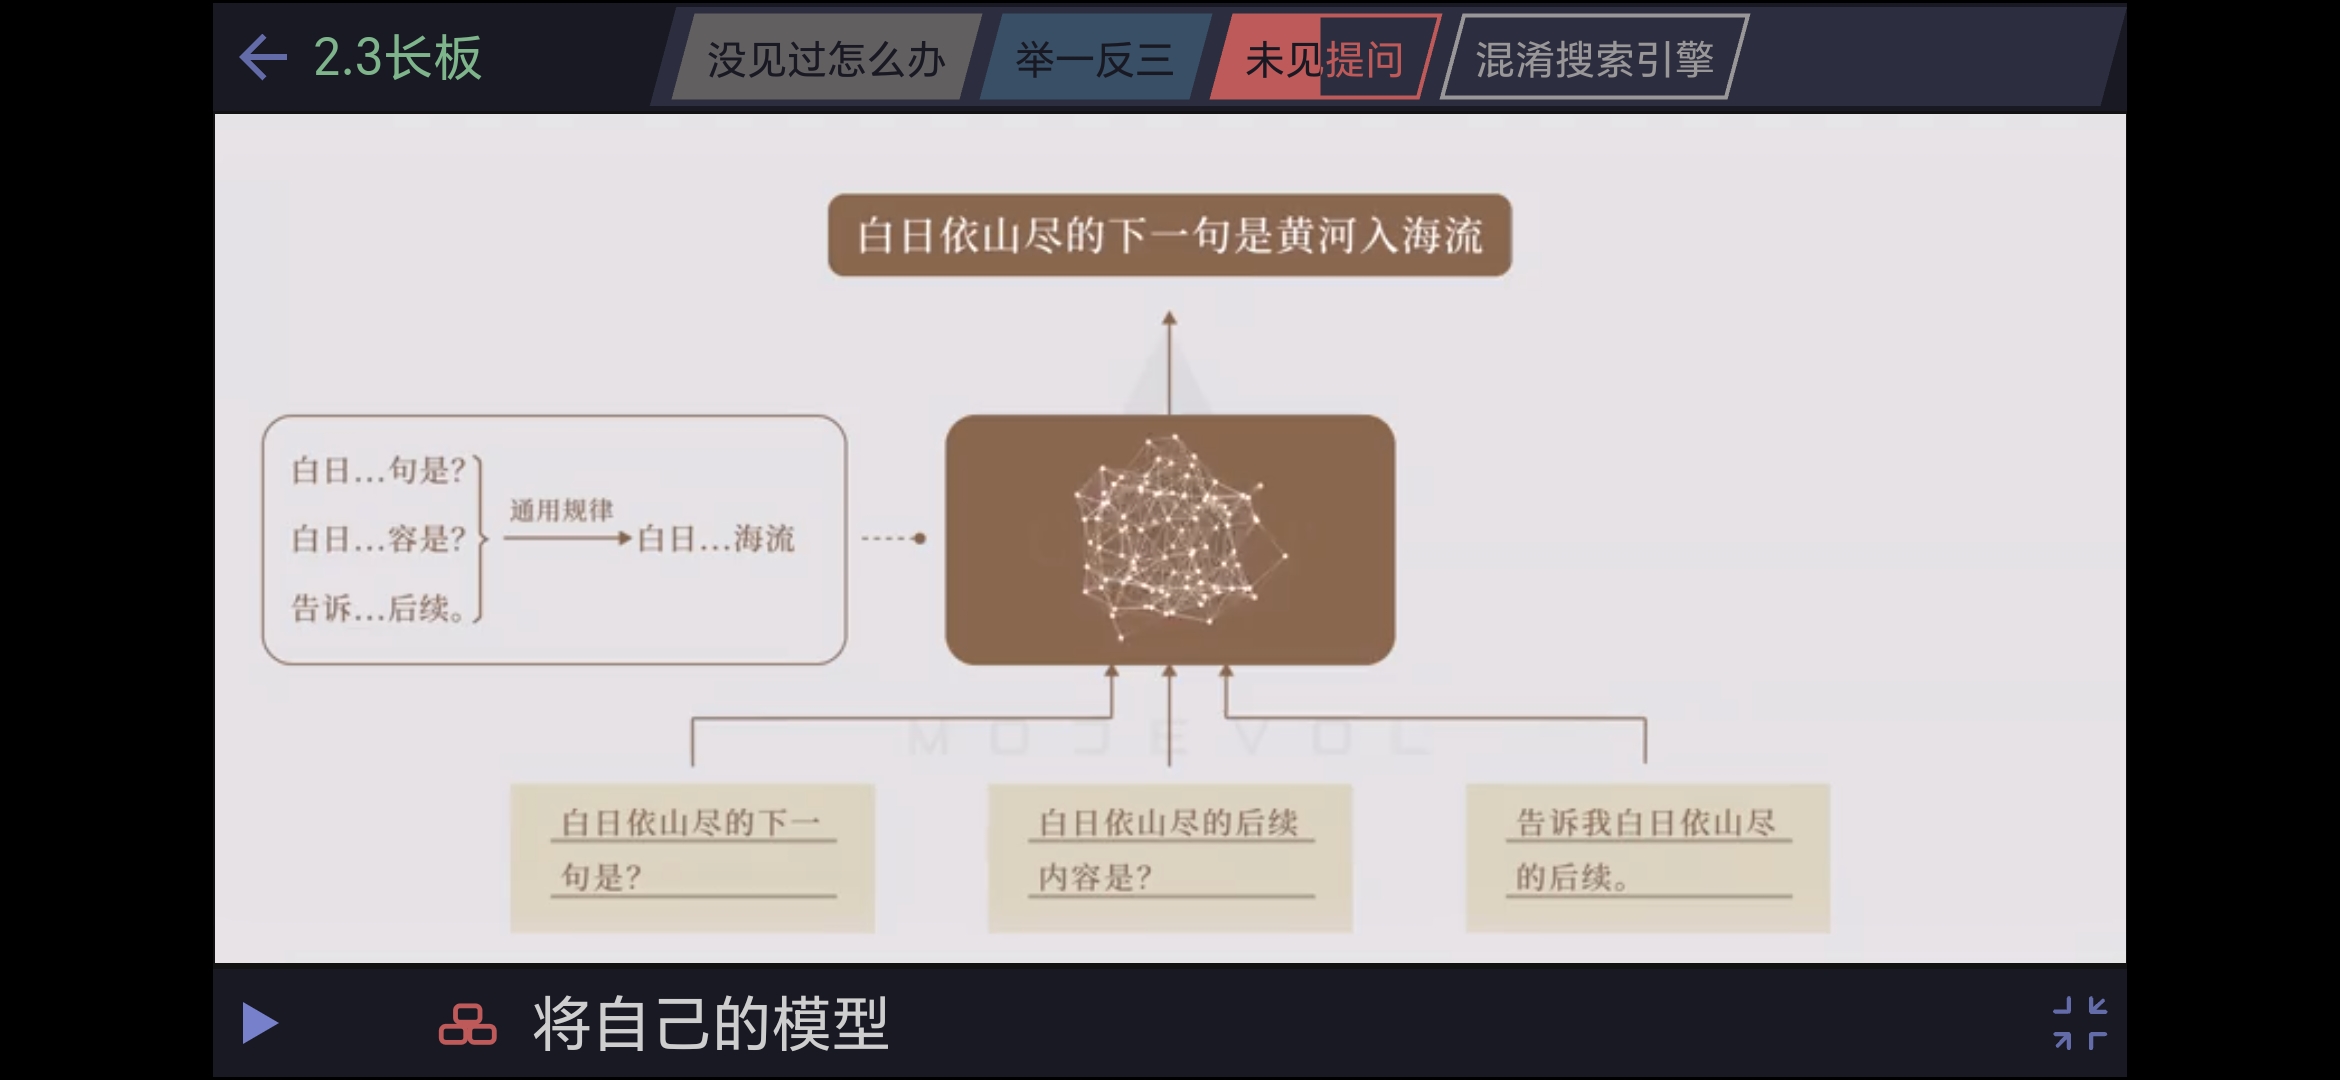 2.3长板
没见过怎么办
举一反三
未见提问
混淆搜索引擎
白日依山尽的下一句是黄河入海流
白日...句是?
白日...容是?
告诉...后续。
通用规律
白日...海流
MODEVOL
白日依山尽的下一
句是?
白日依山尽的后续
内容是?
告诉我白日依山尽
的后续。
将自己的模型